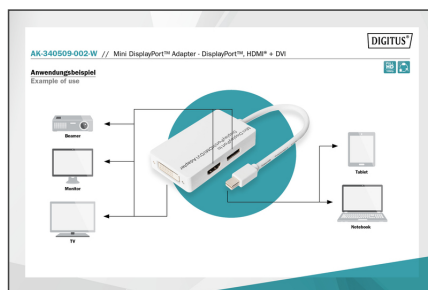 DIGITUS®
AK-340509-002-W // Mini DisplayPort™ Adapter - DisplayPort™, HDMI® + DVI
Anwendungsbeispiel
Example of use
Beamer
Monitor
TV
Tablet
Notebook